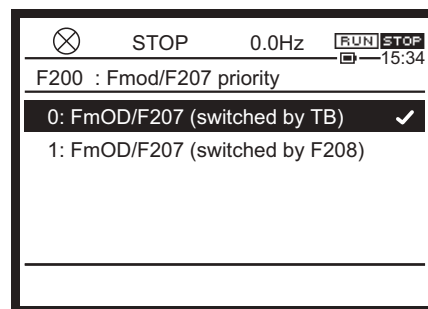 STOP 0.0Hz RUN STOP
15:34
F200 : Fmod/F207 priority
0: FmOD/F207 (switched by TB)
1: FmOD/F207 (switched by F208)